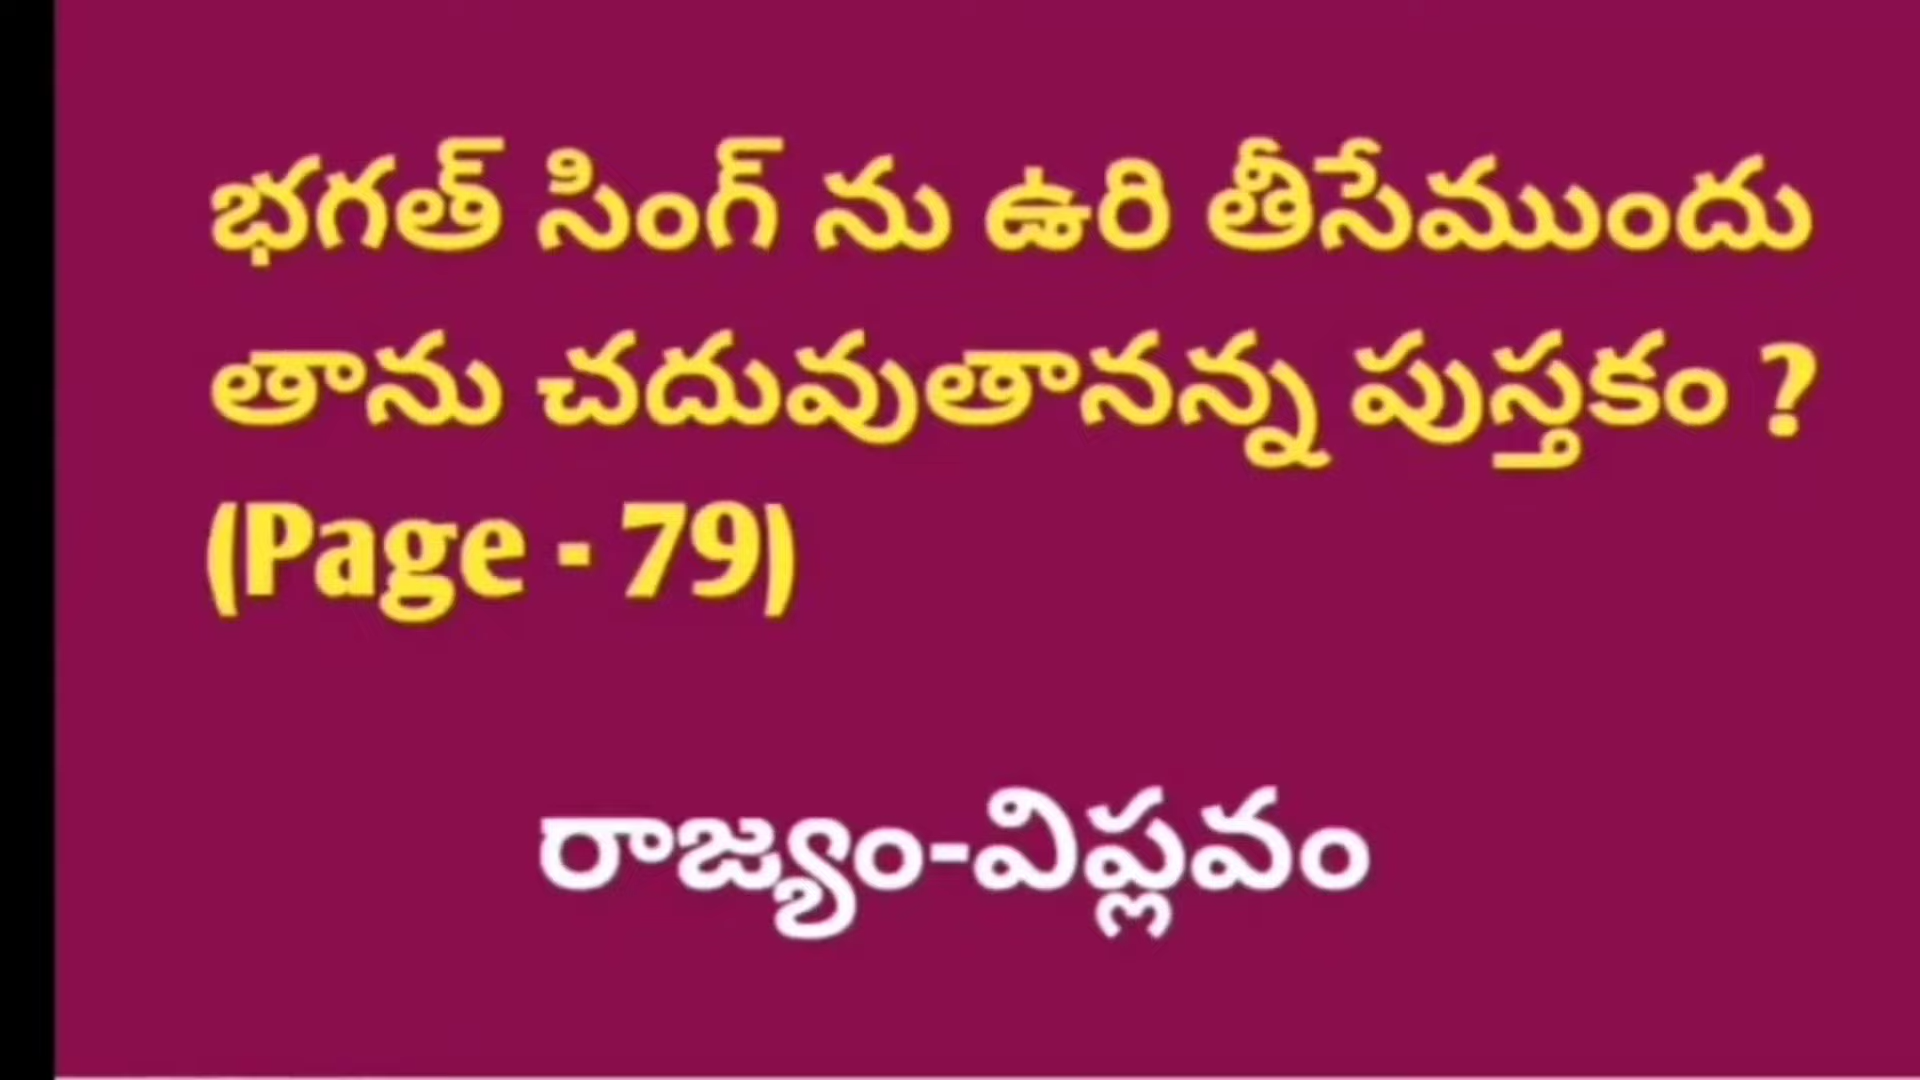 భగత్ సింగ్ ను ఉరి తీసేముందు
తాను చదువుతానన్న పుస్తకం ?
(Page - 79)
రాజ్యం-విప్లవం